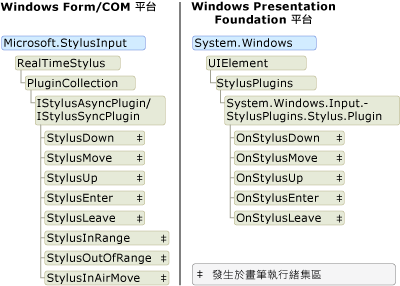 Windows Form/COM 平台
Microsoft.StylusInput
RealTimeStylus
PluginCollection
IStylusAsyncPlugin/
IStylusSyncPlugin
StylusDown ‡
StylusMove ‡
StylusUp ‡
StylusEnter ‡
StylusLeave ‡
StylusInRange ‡
StylusOutOfRange ‡
StylusInAirMove ‡
Windows Presentation
Foundation 平台
System.Windows
UIElement
StylusPlugins
System.Windows.Input.-
StylusPlugins.Stylus.Plugin
OnStylusDown ‡
OnStylusMove ‡
OnStylusUp ‡
OnStylusEnter ‡
OnStylusLeave ‡
‡ 發生於畫筆執行緒集區